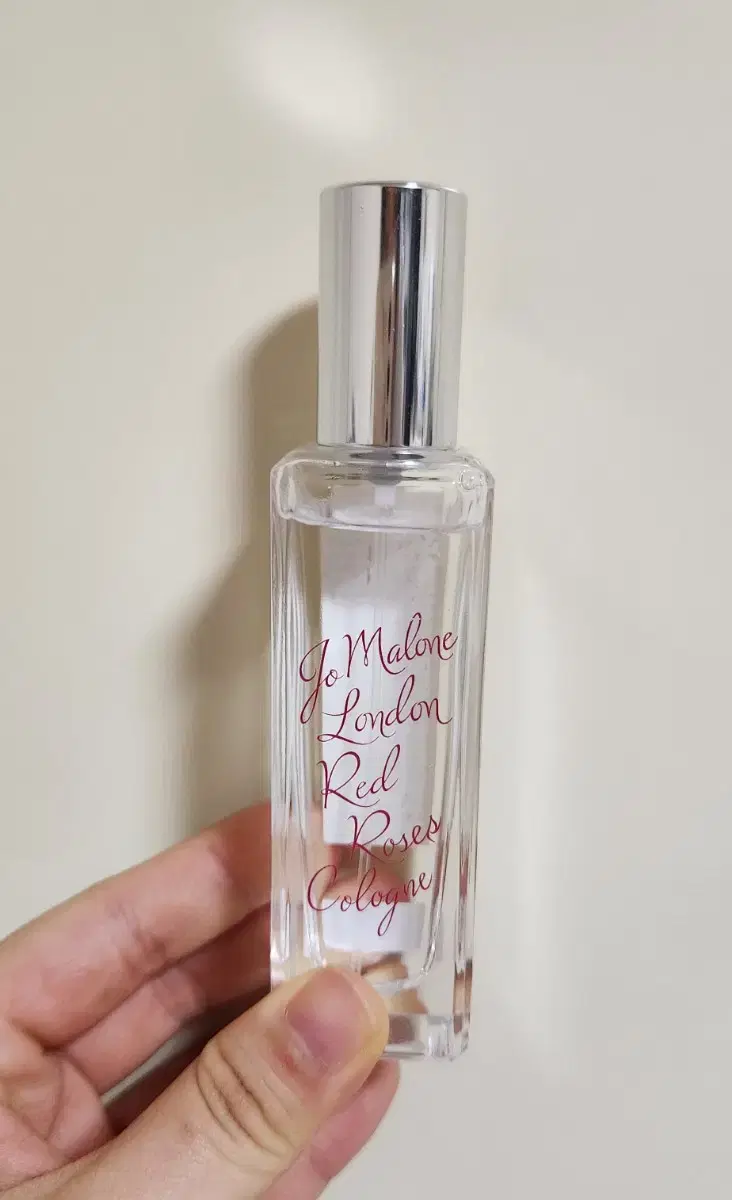 Jo Malone
London
Red
Roses
Cologne